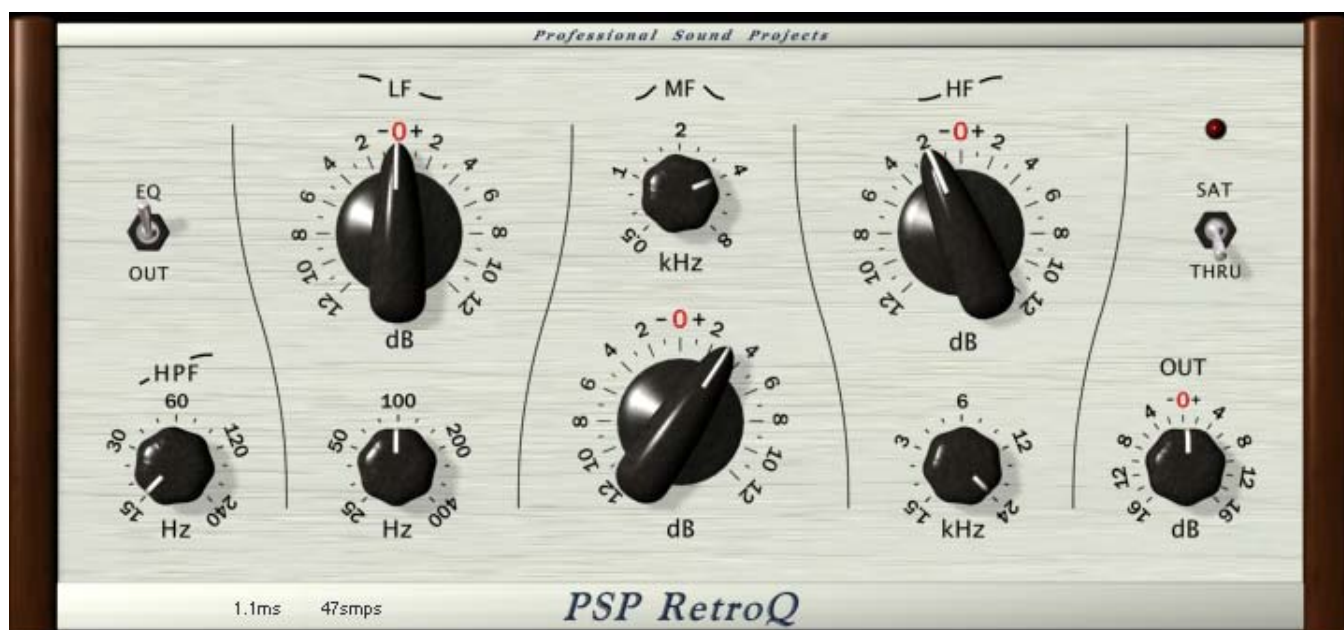 Professional Sound Projects
LF
MF
HF
12 10 8 6 4 2 - 0 + 2 4 6 8 10 12
dB
0.5 1 2 4 8
kHz
12 10 8 6 4 2 - 0 + 2 4 6 8 10 12
dB
EQ
OUT
SAT
THRU
HPF
15 30 60 120 240
Hz
25 50 100 200 400
Hz
12 10 8 6 4 2 - 0 + 2 4 6 8 10 12
dB
1.5 3 6 12 24
kHz
OUT
16 12 8 4 - 0 + 4 8 12 16
dB
1.1ms 47smps
PSP RetroQ